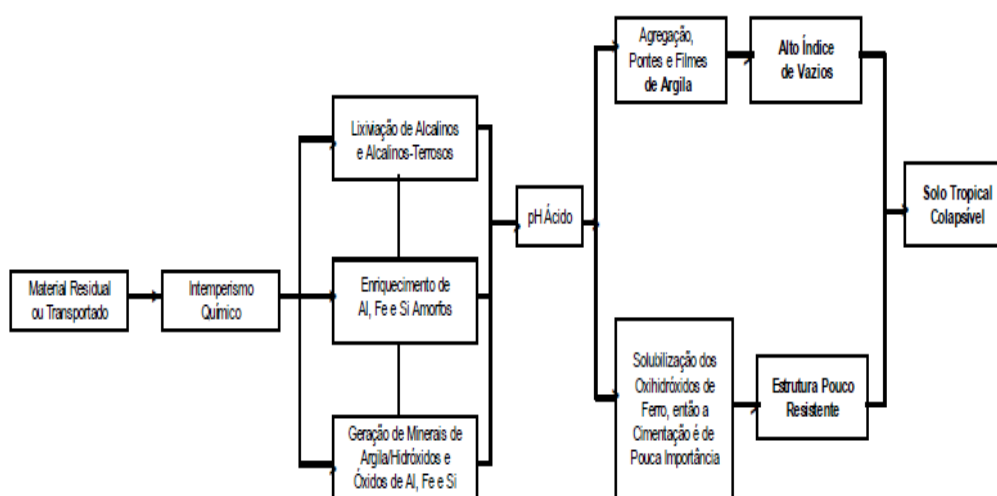 Material Residual
ou Transportado
Intemperismo
Químico
Lixiviação de Alcalinos
e Alcalinos-Terrosos
Enriquecimento de
Al, Fe e Si Amorfos
Geração de Minerais de
Argila/Hidróxidos e
Óxidos de Al, Fe e Si
pH Ácido
Agregação,
Pontes e Filmes
de Argila
Alto Índice
de Vazios
Solubilização dos
Oxihidróxidos de
Ferro, então a
Cimentação é de
Pouca Importância
Estrutura Pouco
Resistente
Solo Tropical
Colapsível